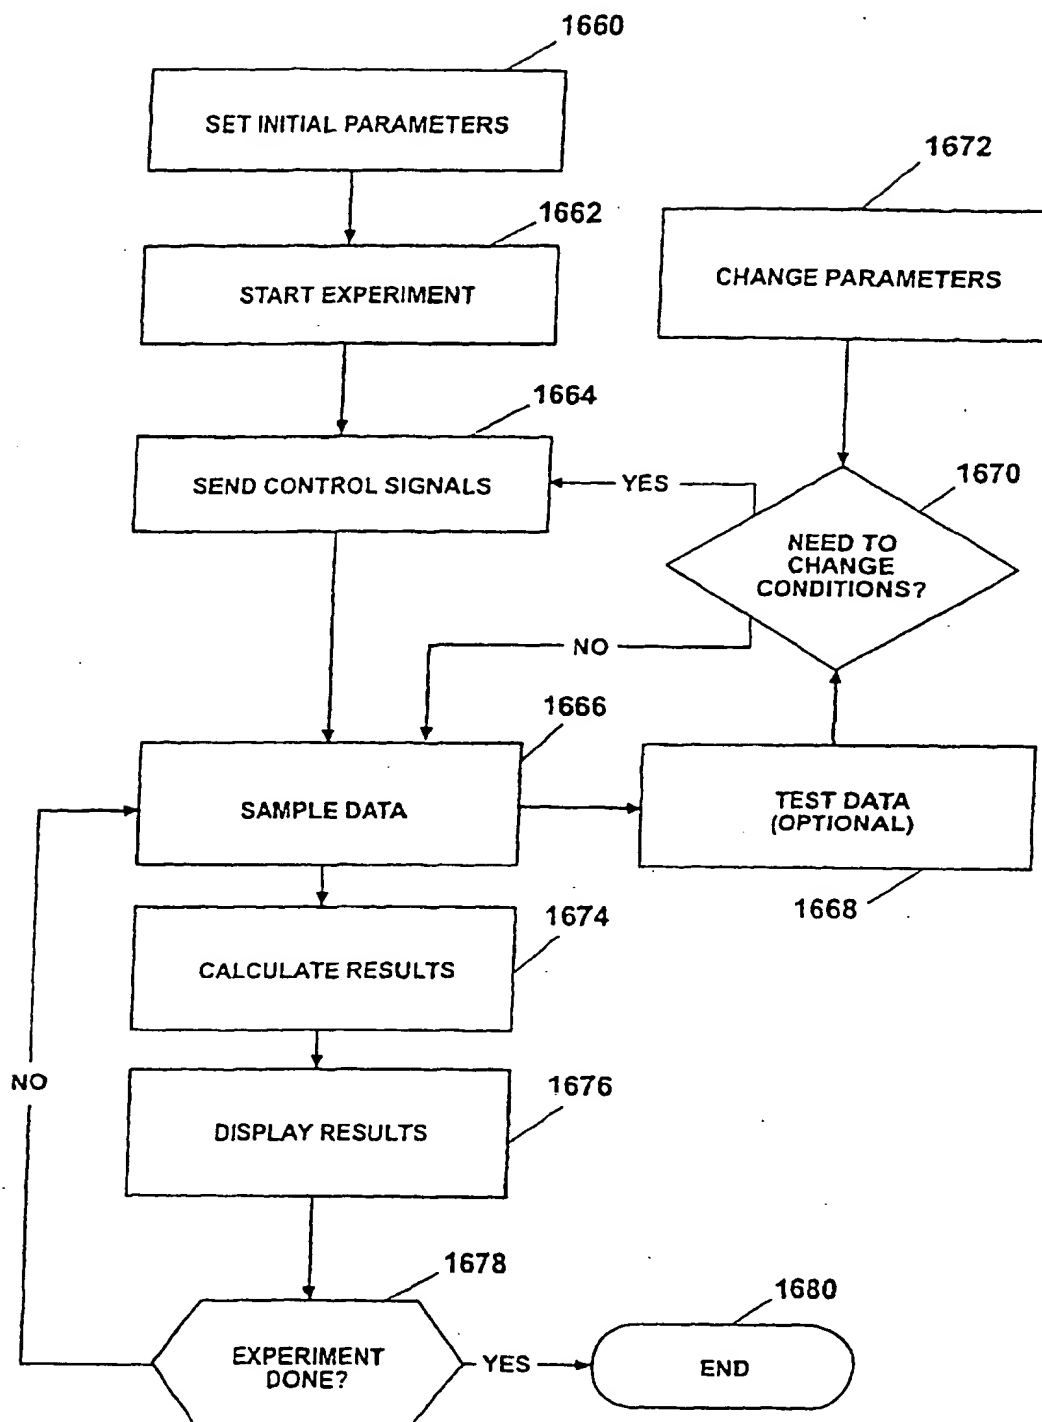 1660
SET INITIAL PARAMETERS
1662
START EXPERIMENT
1672
CHANGE PARAMETERS
1664
SEND CONTROL SIGNALS
YES
1670
NEED TO
CHANGE
CONDITIONS?
NO
1666
SAMPLE DATA
TEST DATA
(OPTIONAL)
1668
1674
CALCULATE RESULTS
NO
1676
DISPLAY RESULTS
1678
EXPERIMENT
DONE?
YES
1680
END